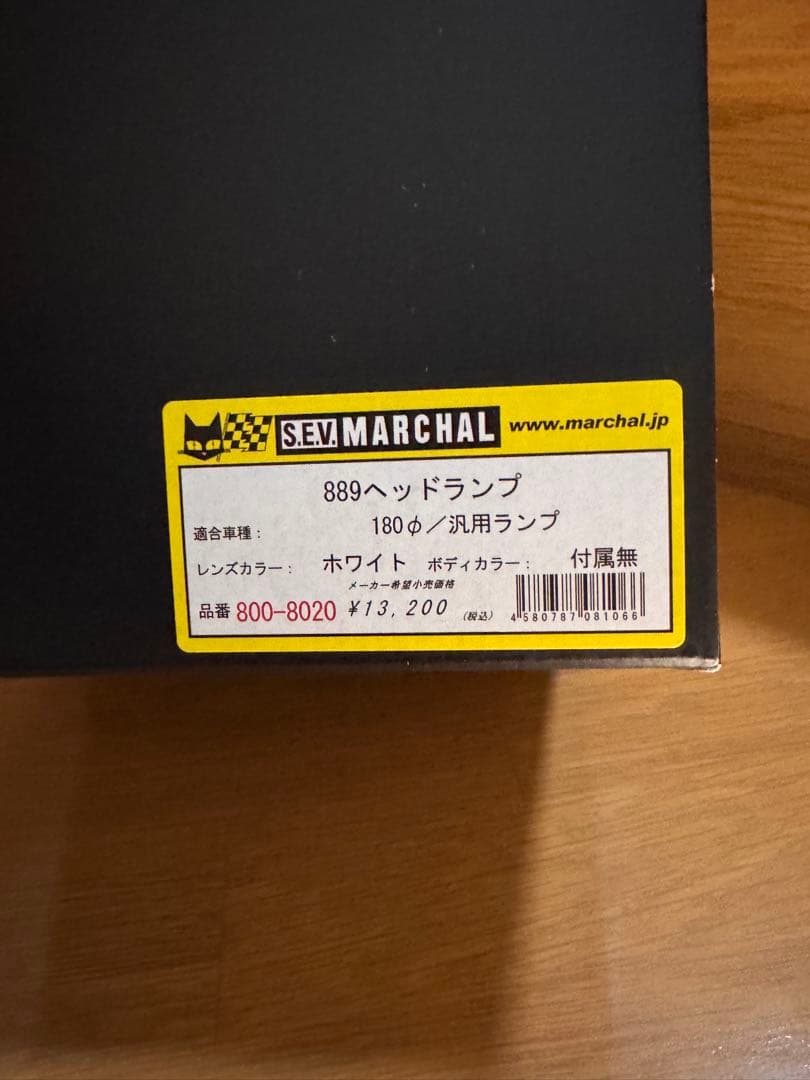 S.E.V. MARCHAL www.marchal.jp
889ヘッドランプ
適合車種： 180φ／汎用ランプ
レンズカラー： ホワイト ボディカラー： 付属無
メーカー希望小売価格
品番 800-8020 ¥13,200 (税込)
4 580787 081066